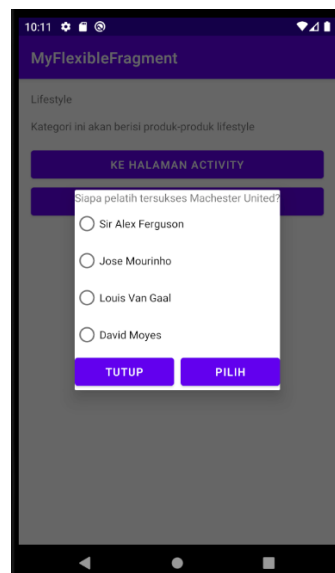 10:11
MyFlexibleFragment
Lifestyle
Kategori ini akan berisi produk-produk lifestyle
KE HALAMAN ACTIVITY
Siapa pelatih tersukses Machester United?
Sir Alex Ferguson
Jose Mourinho
Louis Van Gaal
David Moyes
TUTUP PILIH